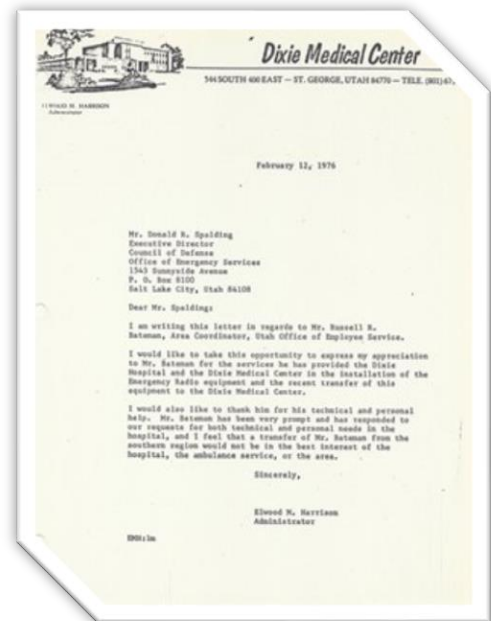 Dixie Medical Center
544 SOUTH 400 EAST — ST. GEORGE, UTAH 84770 — TELE. (801) 67
HARRISON
Administrator
February 12, 1976
Mr. Donald R. Spalding
Executive Director
Council of Defense
Office of Emergency Services
1543 Sunnyside Avenue
P. O. Box 8100
Salt Lake City, Utah 84108
Dear Mr. Spalding:
I am writing this letter in regards to Mr. Russell R.
Bateman, Area Coordinator, Utah Office of Employee Service.
I would like to take this opportunity to express my appreciation
to Mr. Bateman for the services he has provided the Dixie
Hospital and the Dixie Medical Center in the installation of the
Emergency Radio equipment and the recent transfer of this
equipment to the Dixie Medical Center.
I would also like to thank him for his technical and personal
help. Mr. Bateman has been very prompt and has responded to
our requests for both technical and personal needs in the
hospital, and I feel that a transfer of Mr. Bateman from the
southern region would not be in the best interest of the
hospital, the ambulance service, or the area.
Sincerely,
Elwood M. Harrison
Administrator
EMH:lm